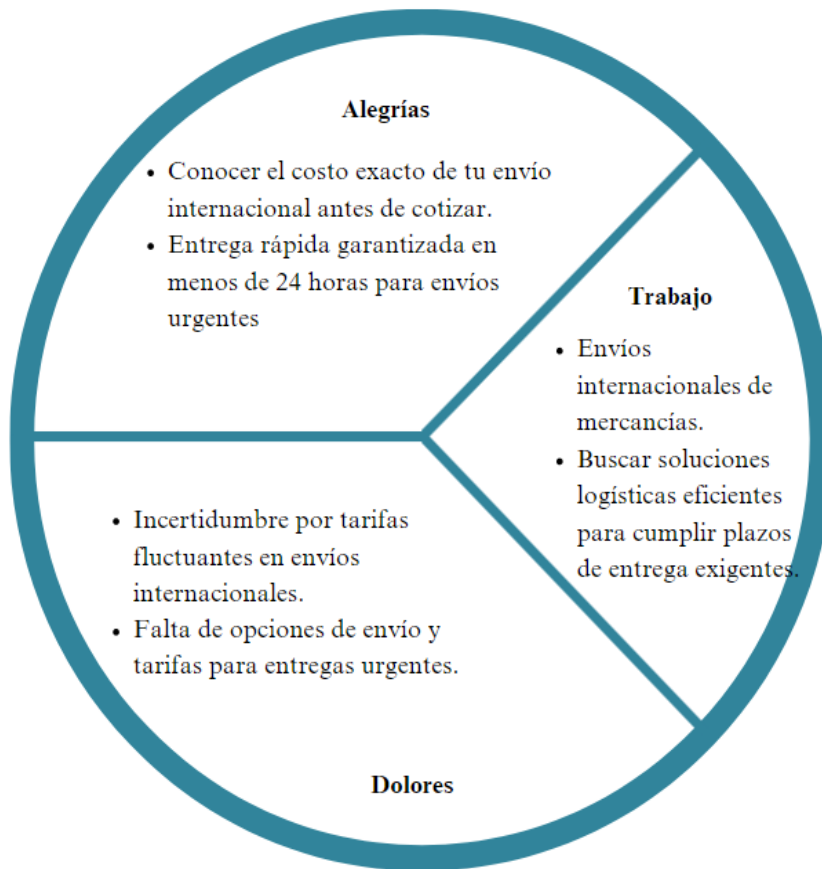 Alegrías
• Conocer el costo exacto de tu envío
internacional antes de cotizar.
• Entrega rápida garantizada en
menos de 24 horas para envíos
urgentes
Trabajo
• Envíos
internacionales de
mercancías.
• Buscar soluciones
logísticas eficientes
para cumplir plazos
de entrega exigentes.
• Incertidumbre por tarifas
fluctuantes en envíos
internacionales.
• Falta de opciones de envío y
tarifas para entregas urgentes.
Dolores